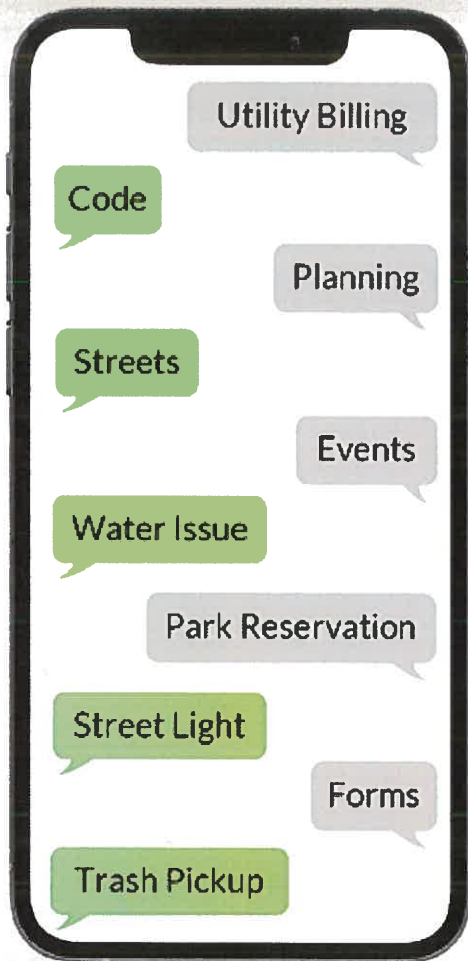 Utility Billing
Code
Planning
Streets
Events
Water Issue
Park Reservation
Street Light
Forms
Trash Pickup